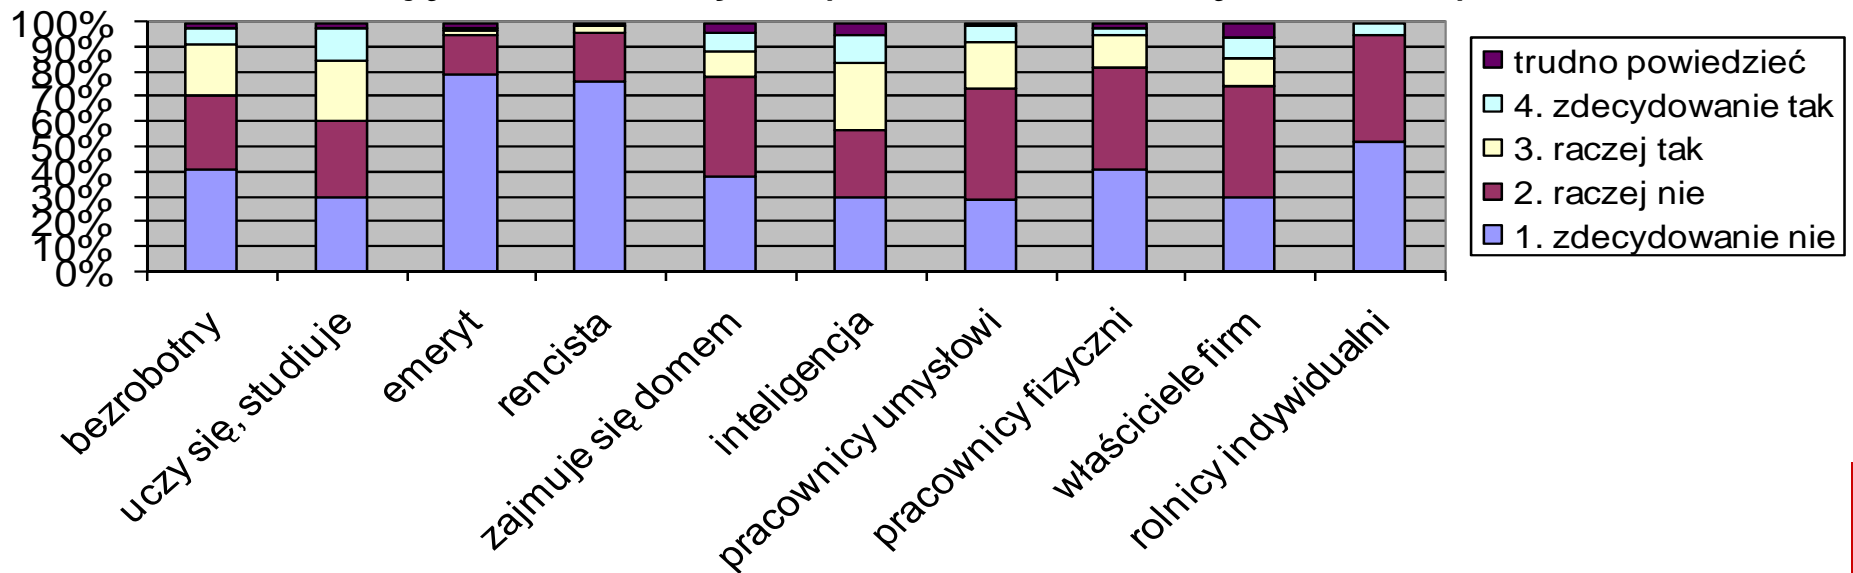 100%
90%
80%
70%
60%
50%
40%
30%
20%
10%
0%
bezrobotny
uczy się, studiuje
emeryt
rencista
zajmuje się domem
inteligencja
pracownicy umysłowi
pracownicy fizyczni
właściciele firm
rolnicy indywidualni
trudno powiedzieć
4. zdecydowanie tak
3. raczej tak
2. raczej nie
1. zdecydowanie nie